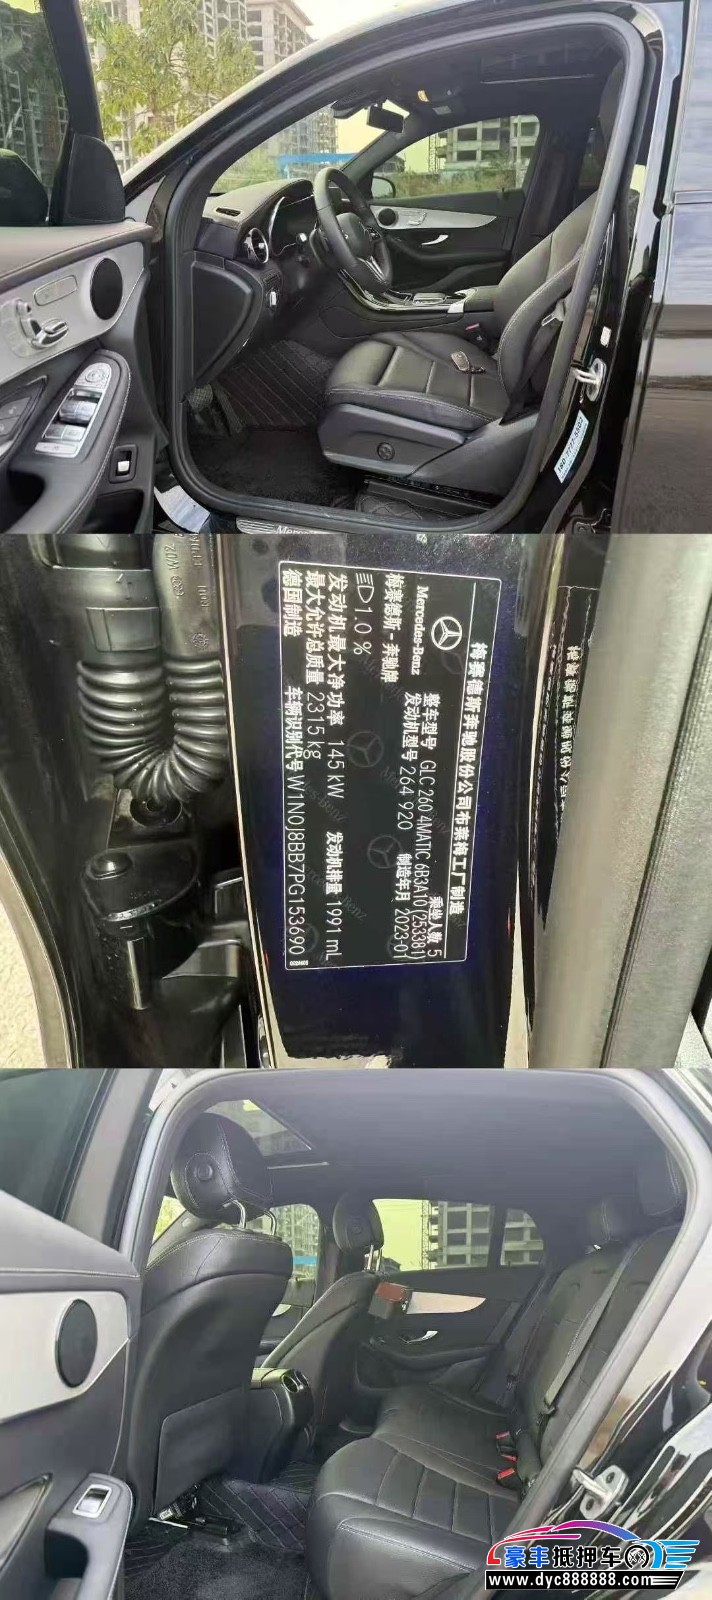 梅赛德斯奔驰股份公司布莱梅工厂制造
Mercedes-Benz
梅赛德斯-奔驰牌
整车型号 GLC 260 4MATIC 6B3A10 (253381)
发动机型号 264 920
乘坐人数 5
制造年月 2023-01
1.0 %
发动机最大净功率 145 kW
发动机排量 1991 mL
最大允许总质量 2315 kg
德国制造
车辆识别代号 W1N0J8BB7PG153690
豪丰抵押车
www.dyc888888.com